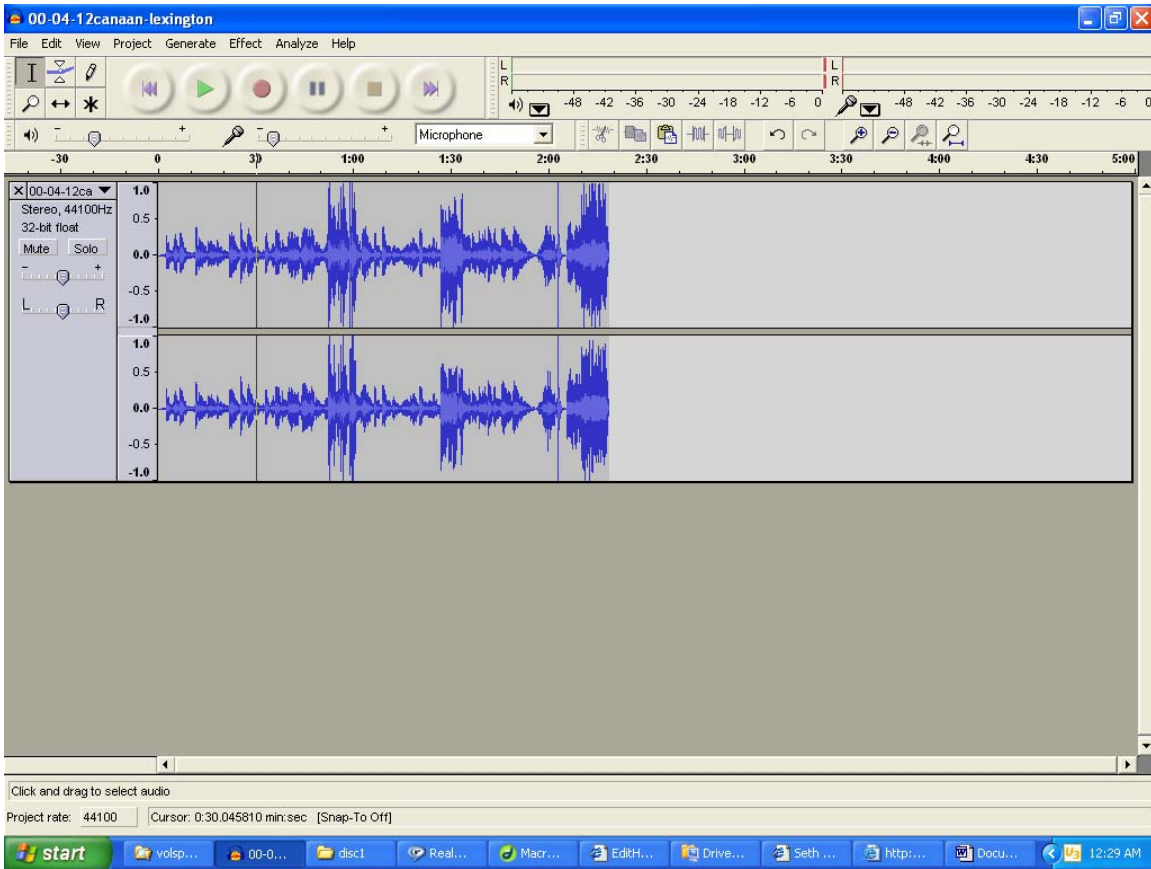 00-04-12canaan-lexington
File Edit View Project Generate Effect Analyze Help
L
R
-48 -42 -36 -30 -24 -18 -12 -6 0
L
R
-48 -42 -36 -30 -24 -18 -12 -6 0
- + - + Microphone
-30 0 30 1:00 1:30 2:00 2:30 3:00 3:30 4:00 4:30 5:00
X 00-04-12ca
Stereo, 44100Hz
32-bit float
Mute Solo
- +
L R
1.0
0.5
0.0
-0.5
-1.0
1.0
0.5
0.0
-0.5
-1.0
Click and drag to select audio
Project rate: 44100 Cursor: 0:30.045810 min:sec [Snap-To Off]
start volsp... 00-0... disc1 Real... Macr... EditH... Drive... Seth ... http:... Docu... U3 12:29 AM